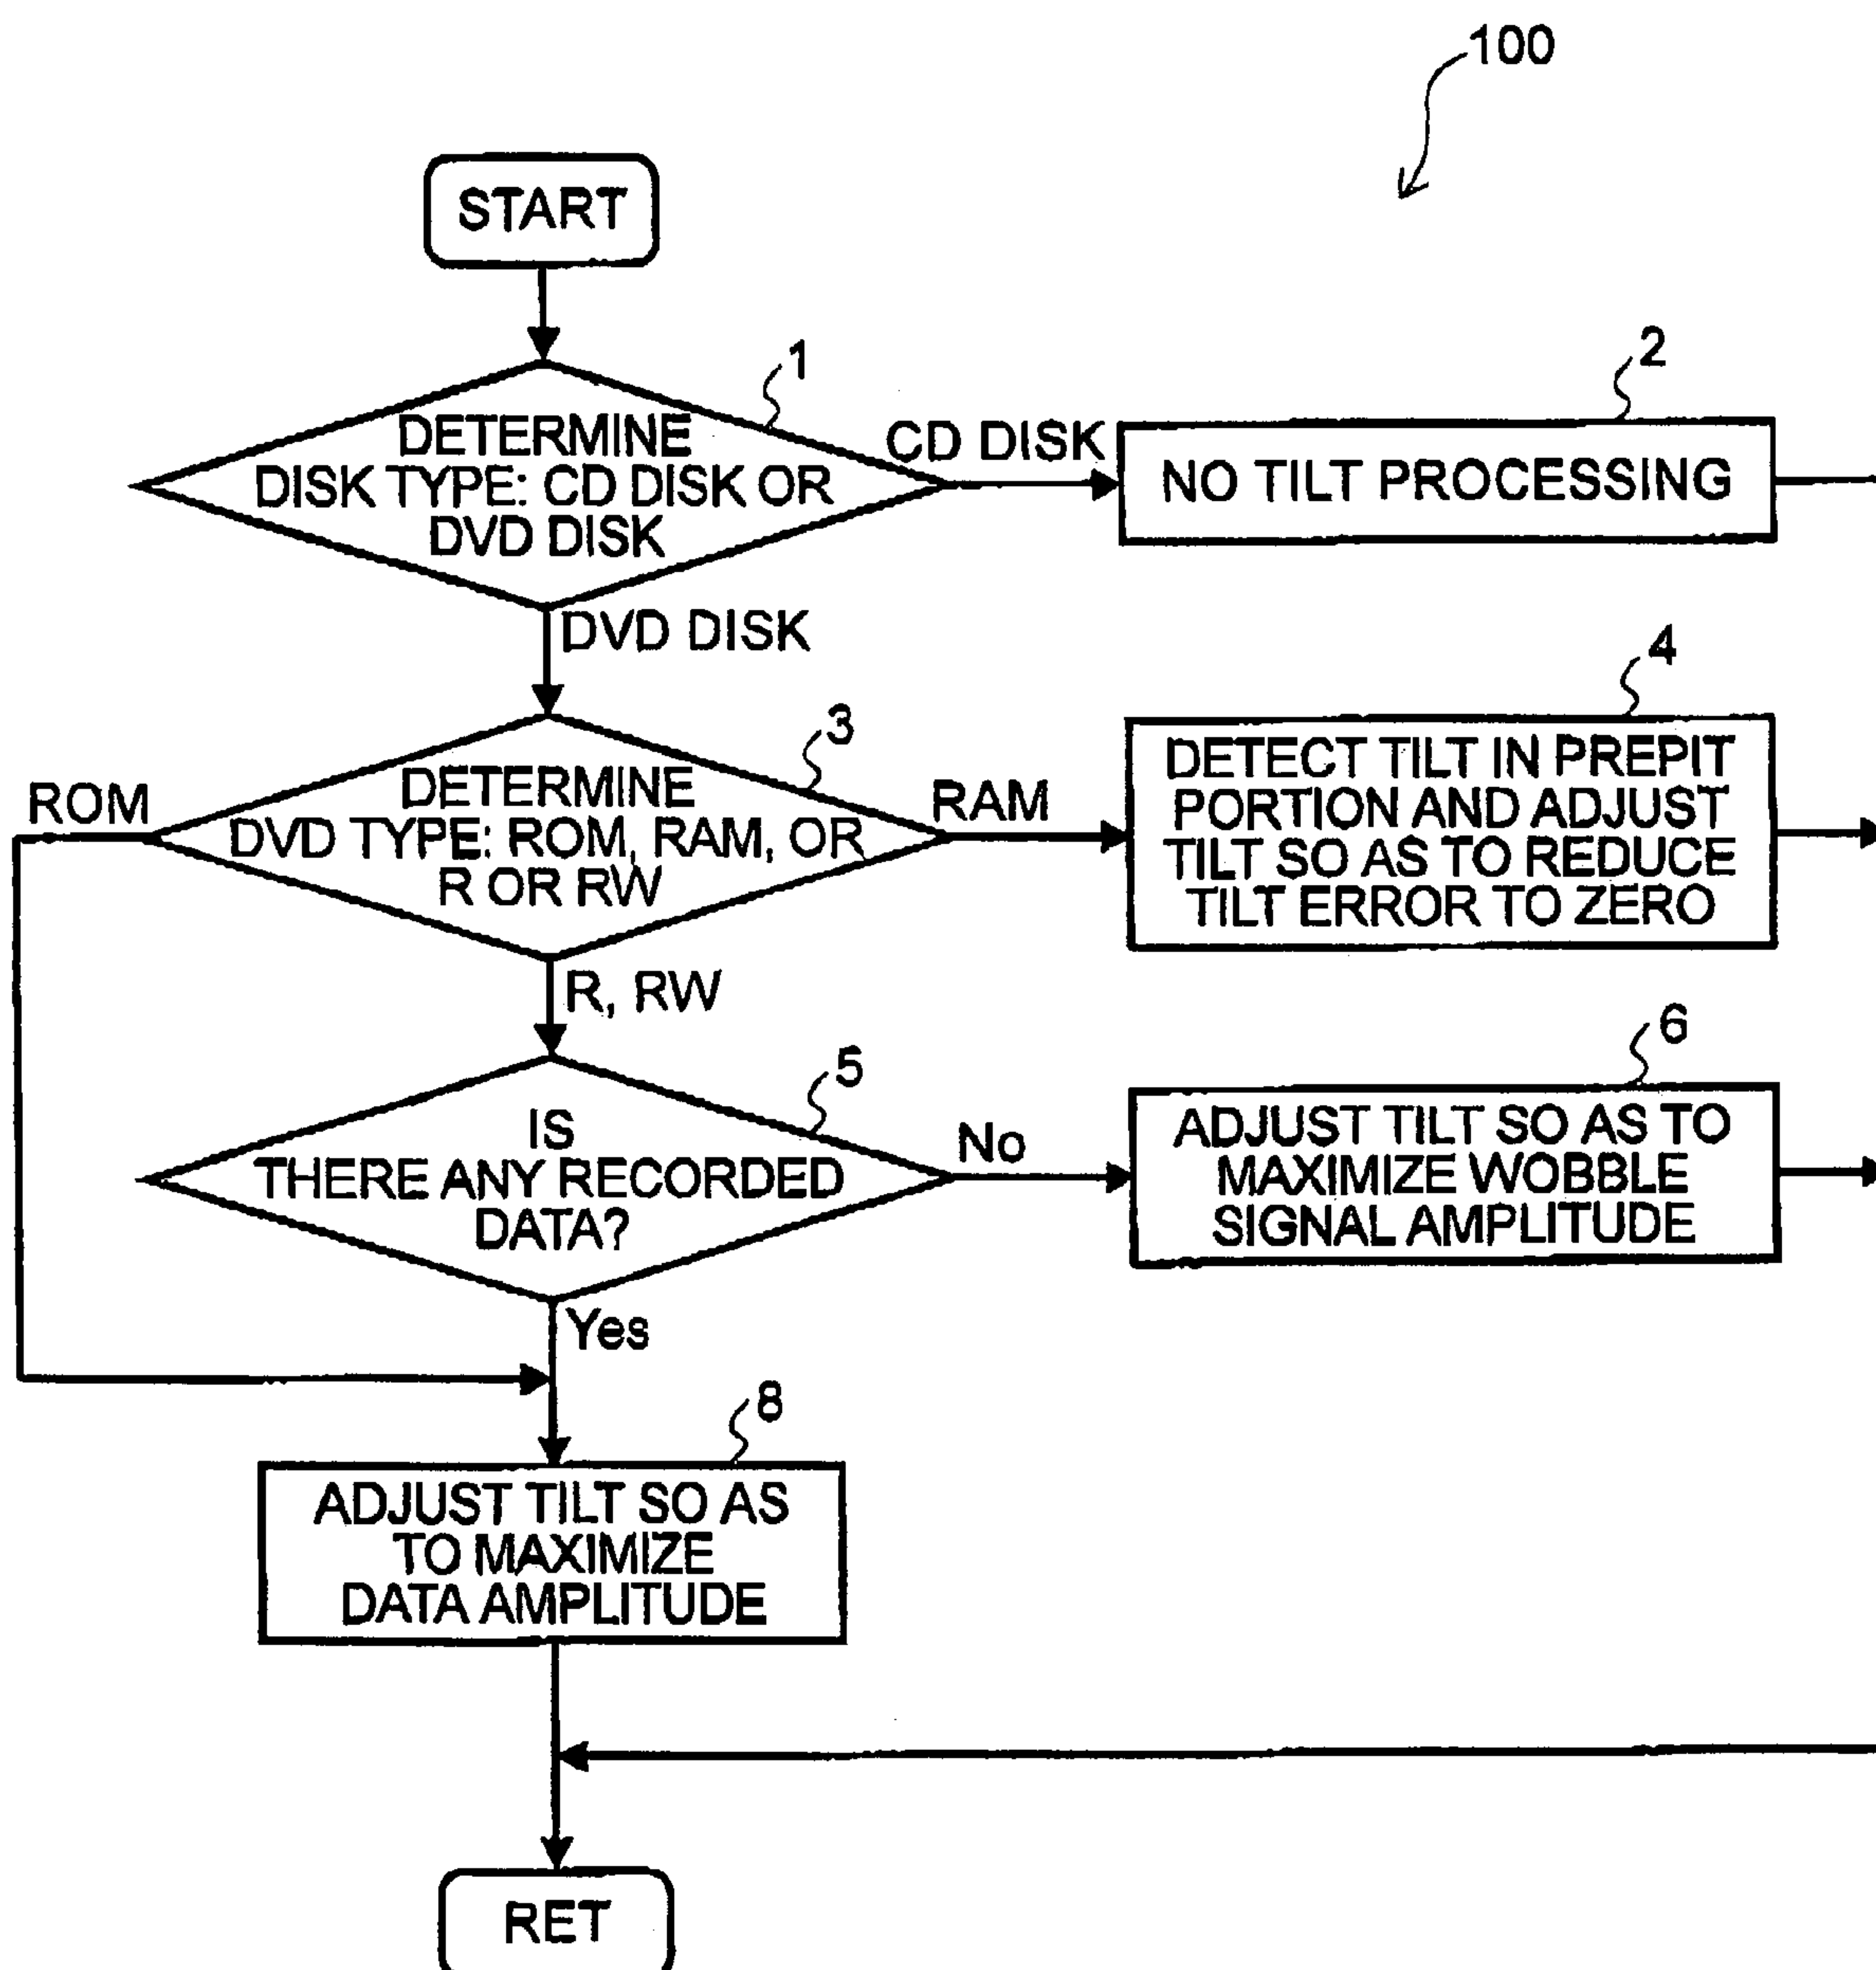 100
START
1
DETERMINE
DISK TYPE: CD DISK OR
DVD DISK
CD DISK
2
NO TILT PROCESSING
DVD DISK
3
DETERMINE
DVD TYPE: ROM, RAM, OR
R OR RW
ROM
RAM
4
DETECT TILT IN PREPIT
PORTION AND ADJUST
TILT SO AS TO REDUCE
TILT ERROR TO ZERO
R, RW
5
IS
THERE ANY RECORDED
DATA?
No
6
ADJUST TILT SO AS TO
MAXIMIZE WOBBLE
SIGNAL AMPLITUDE
Yes
8
ADJUST TILT SO AS
TO MAXIMIZE
DATA AMPLITUDE
RET